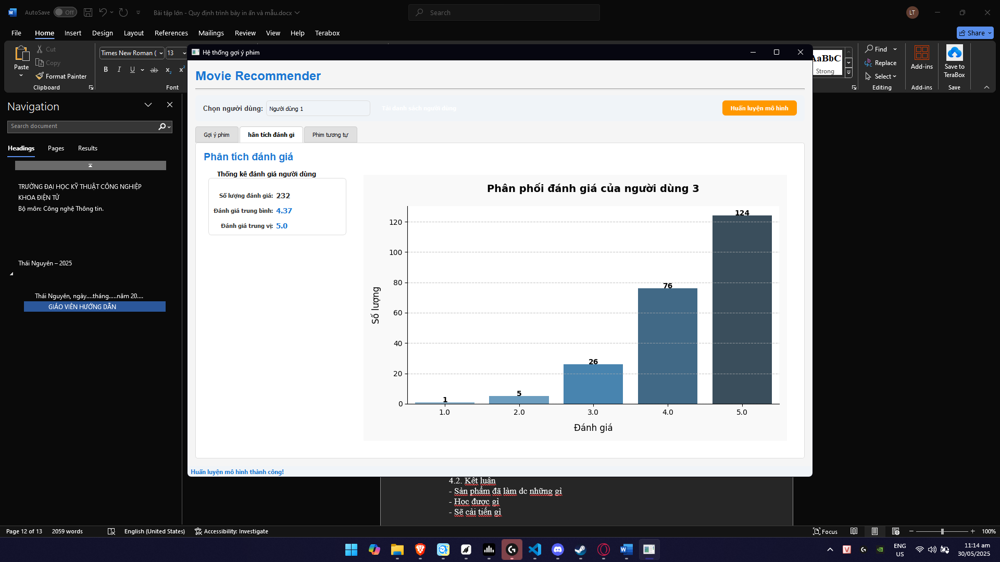 AutoSave
Off
Bài tập lớn - Quy định trình bày in ấn và mẫu.docx
Search
LT
File
Home
Insert
Design
Layout
References
Mailings
Review
View
Help
Terabox
Share
Paste
Cut
Copy
Format Painter
Clipboard
Times New Roman (
13
B I U ab x₂ x²
Font
AaBbC
Strong
Find
Replace
Select
Editing
Add-ins
Add-ins
Save to
TeraBox
Save
Navigation
Search document
Headings
Pages
Results
TRƯỜNG ĐẠI HỌC KỸ THUẬT CÔNG NGHIỆP
KHOA ĐIỆN TỬ
Bộ môn: Công nghệ Thông tin.
Thái Nguyên – 2025
Thái Nguyên, ngày....tháng.....năm 20....
GIÁO VIÊN HƯỚNG DẪN
Hệ thống gợi ý phim
Movie Recommender
Chọn người dùng:
Người dùng 1
Tải danh sách người dùng
Huấn luyện mô hình
Gợi ý phim
hân tích đánh gi
Phim tương tự
Phân tích đánh giá
Thống kê đánh giá người dùng
Số lượng đánh giá: 232
Đánh giá trung bình: 4.37
Đánh giá trung vị: 5.0
Phân phối đánh giá của người dùng 3
Số lượng
120
100
80
60
40
20
0
1
5
26
76
124
1.0
2.0
3.0
4.0
5.0
Đánh giá
Huấn luyện mô hình thành công!
4.2. Kết luân
- Sản phẩm đã làm dc những gì
- Học được gì
- Sẽ cải tiến gì
Page 12 of 13
2059 words
English (United States)
Accessibility: Investigate
Focus
100%
ENG
US
11:14 am
30/05/2025